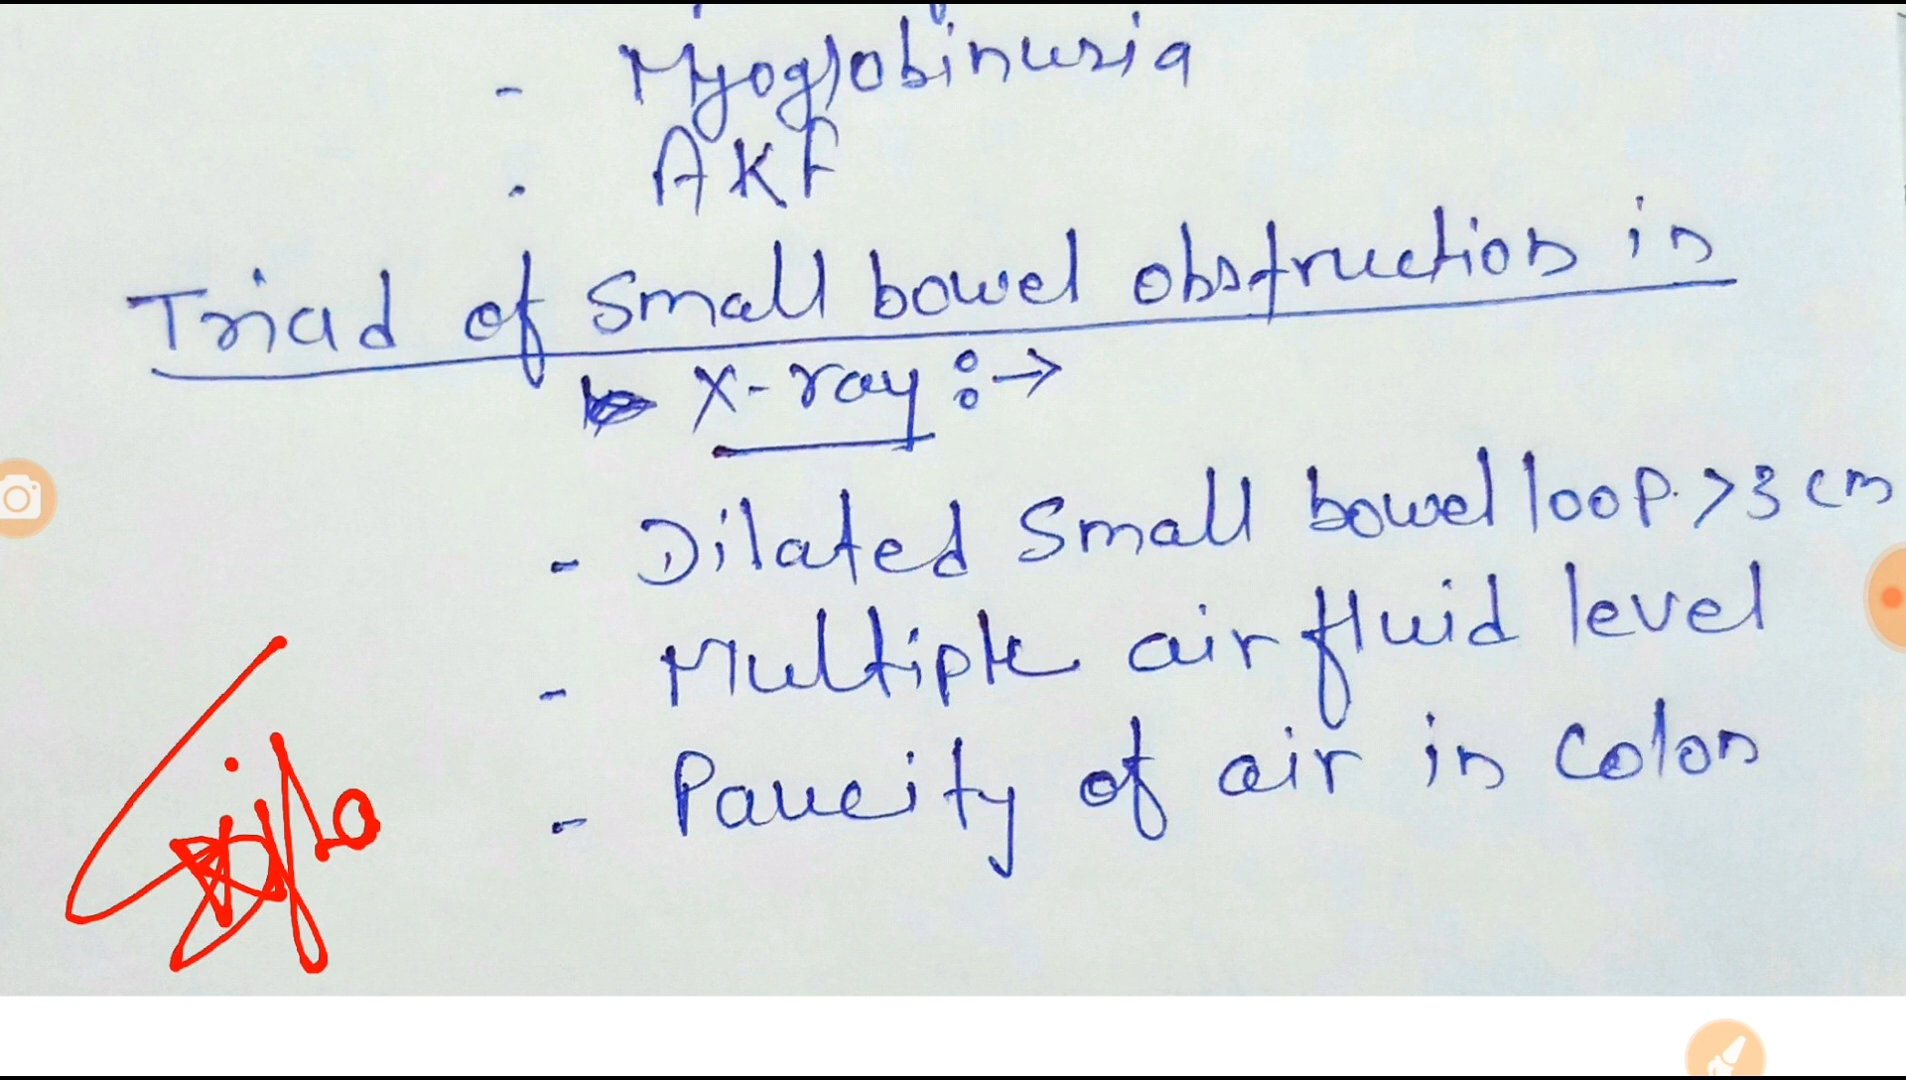 - Myoglobinuria
- AKF
Triad of Small bowel obstruction in
X-ray :→
- Dilated Small bowel loop. >3 cm
- Multiple air fluid level
- Paucity of air in Colon